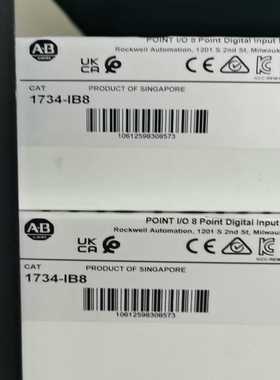 A-B
POINT I/O 8 Point Digital Input
Rockwell Automation, 1201 S 2nd St, Milwauk
UK
CA
CE
CAT
PRODUCT OF SINGAPORE
1734-IB8
10612598308573
A-B
POINT I/O 8 Point Digital Input
Rockwell Automation, 1201 S 2nd St, Milwauk
UK
CA
CE
CAT
PRODUCT OF SINGAPORE
1734-IB8
10612598308573